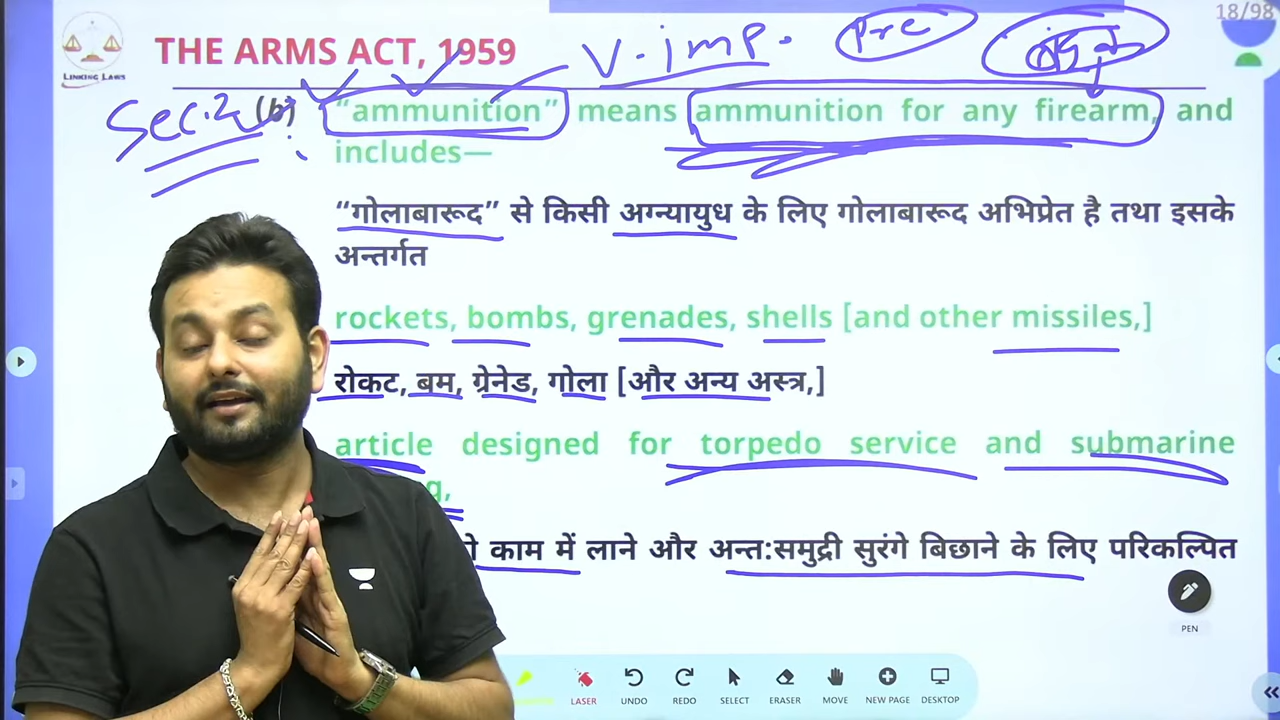 18/98
LINKING LAWS
THE ARMS ACT, 1959
V. imp.
Pre
Sec. 2
(b) “ammunition” means ammunition for any firearm, and
includes—
“गोलाबारूद” से किसी अग्न्यायुध के लिए गोलाबारूद अभिप्रेत है तथा इसके
अन्तर्गत
rockets, bombs, grenades, shells [and other missiles,]
रोकट, बम, ग्रेनेड, गोला [और अन्य अस्त्र,]
article designed for torpedo service and submarine
काम में लाने और अन्त:समुद्री सुरंगे बिछाने के लिए परिकल्पित
PEN
LASER UNDO REDO SELECT ERASER MOVE NEW PAGE DESKTOP